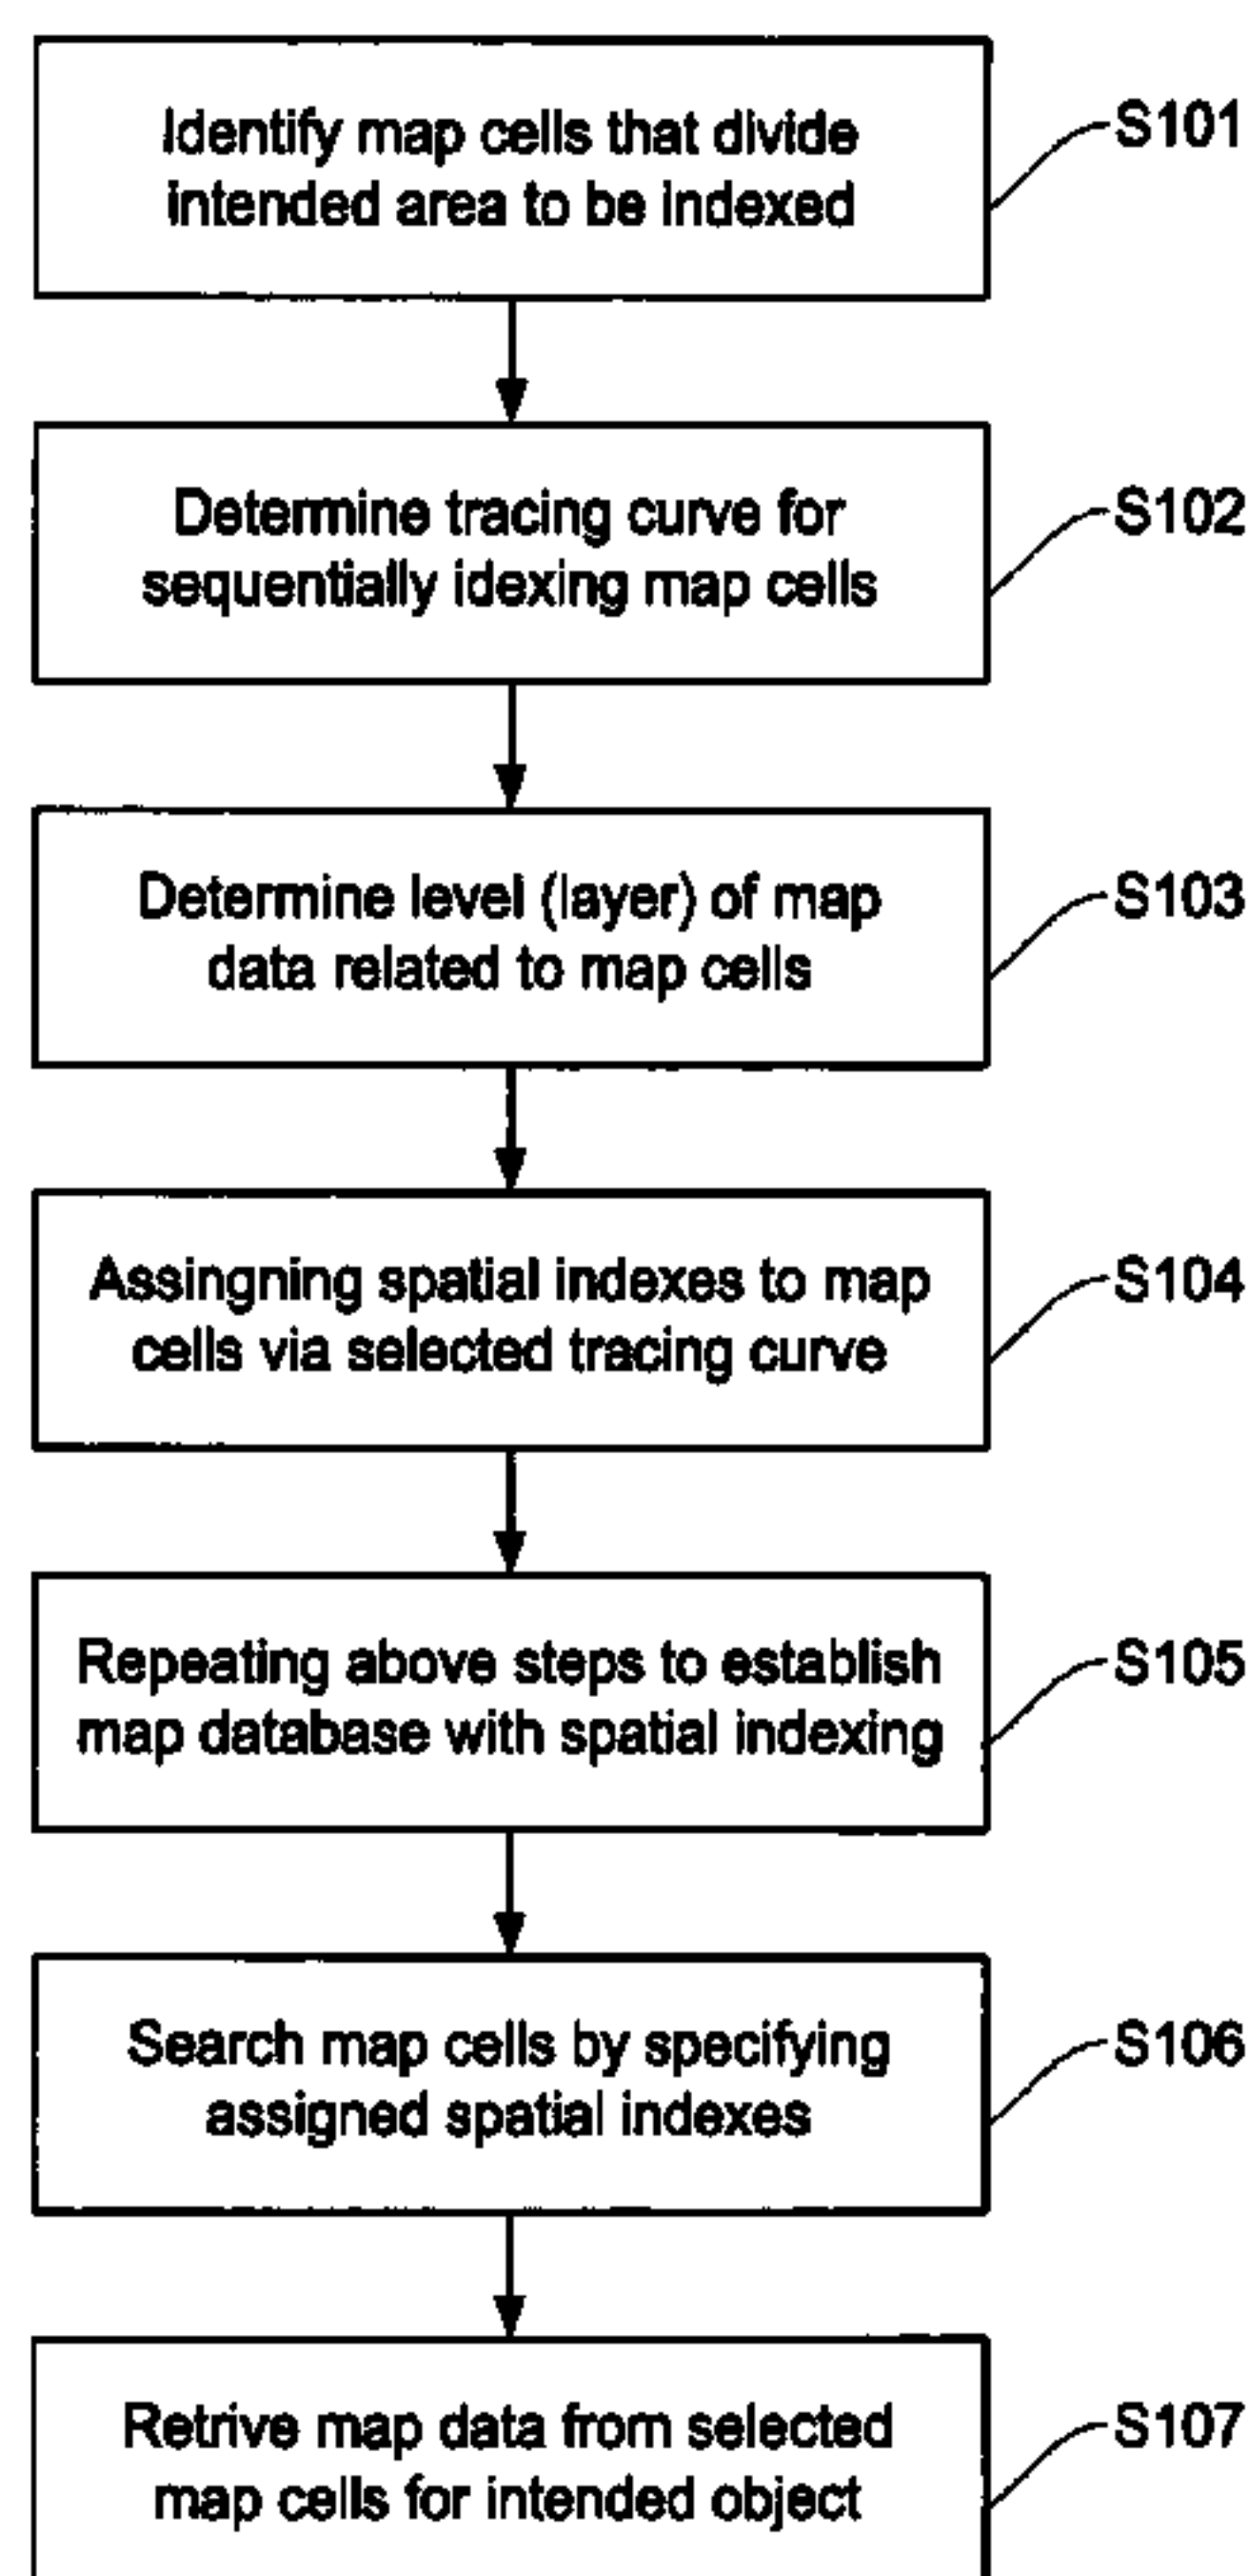 Identify map cells that divide
intended area to be indexed
S101
Determine tracing curve for
sequentially idexing map cells
S102
Determine level (layer) of map
data related to map cells
S103
Assingning spatial indexes to map
cells via selected tracing curve
S104
Repeating above steps to establish
map database with spatial indexing
S105
Search map cells by specifying
assigned spatial indexes
S106
Retrive map data from selected
map cells for intended object
S107